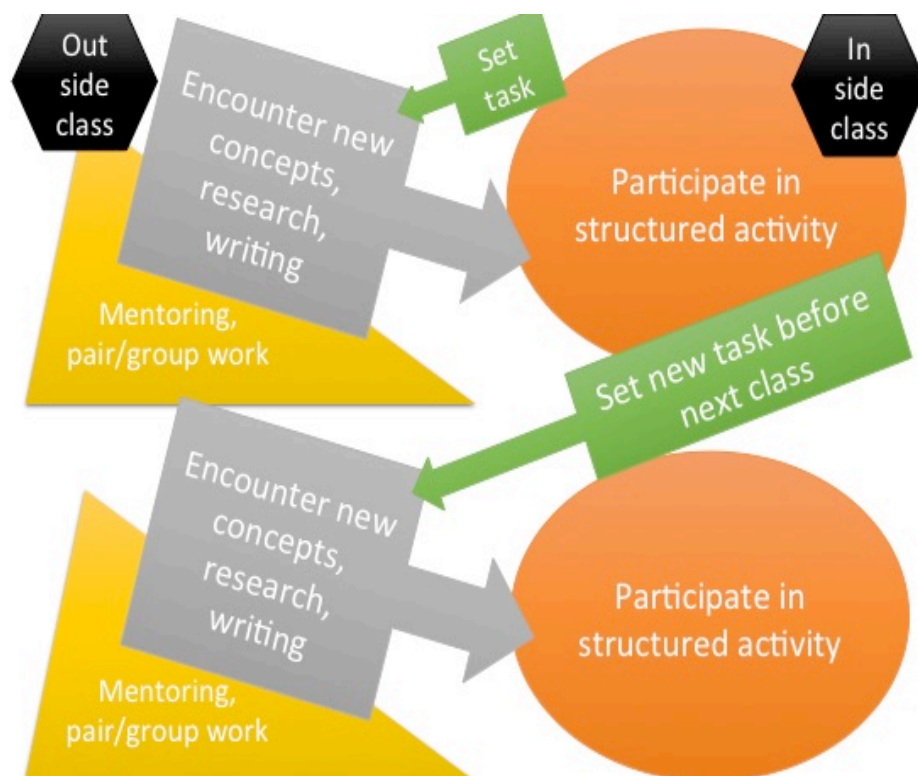 Out
side
class
Encounter new
concepts,
research,
writing
Set
task
In
side
class
Participate in
structured activity
Mentoring,
pair/group work
Set new task before
next class
Encounter new
concepts,
research,
writing
Participate in
structured activity
Mentoring,
pair/group work